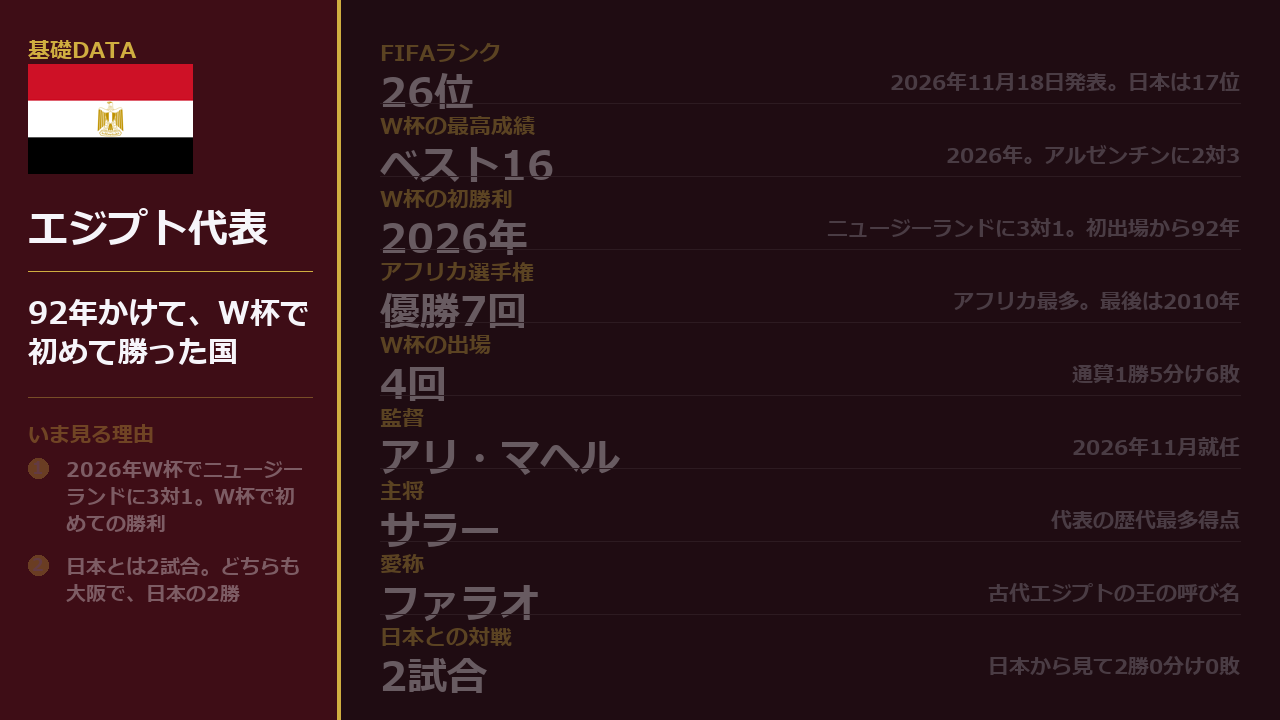 基礎DATA
エジプト代表
92年かけて、W杯で
初めて勝った国
いま見る理由
2026年W杯でニュージー
ランドに3対1。W杯で初
めての勝利
日本とは2試合。どちらも
大阪で、日本の2勝
FIFAランク
26位
2026年11月18日発表。日本は17位
W杯の最高成績
ベスト16
2026年。アルゼンチンに2対3
W杯の初勝利
2026年
ニュージーランドに3対1。初出場から92年
アフリカ選手権
優勝7回
アフリカ最多。最後は2010年
W杯の出場
4回
通算1勝5分け6敗
監督
アリ・マヘル
2026年11月就任
主将
サラー
代表の歴代最多得点
愛称
ファラオ
古代エジプトの王の呼び名
日本との対戦
2試合
日本から見て2勝0分け0敗